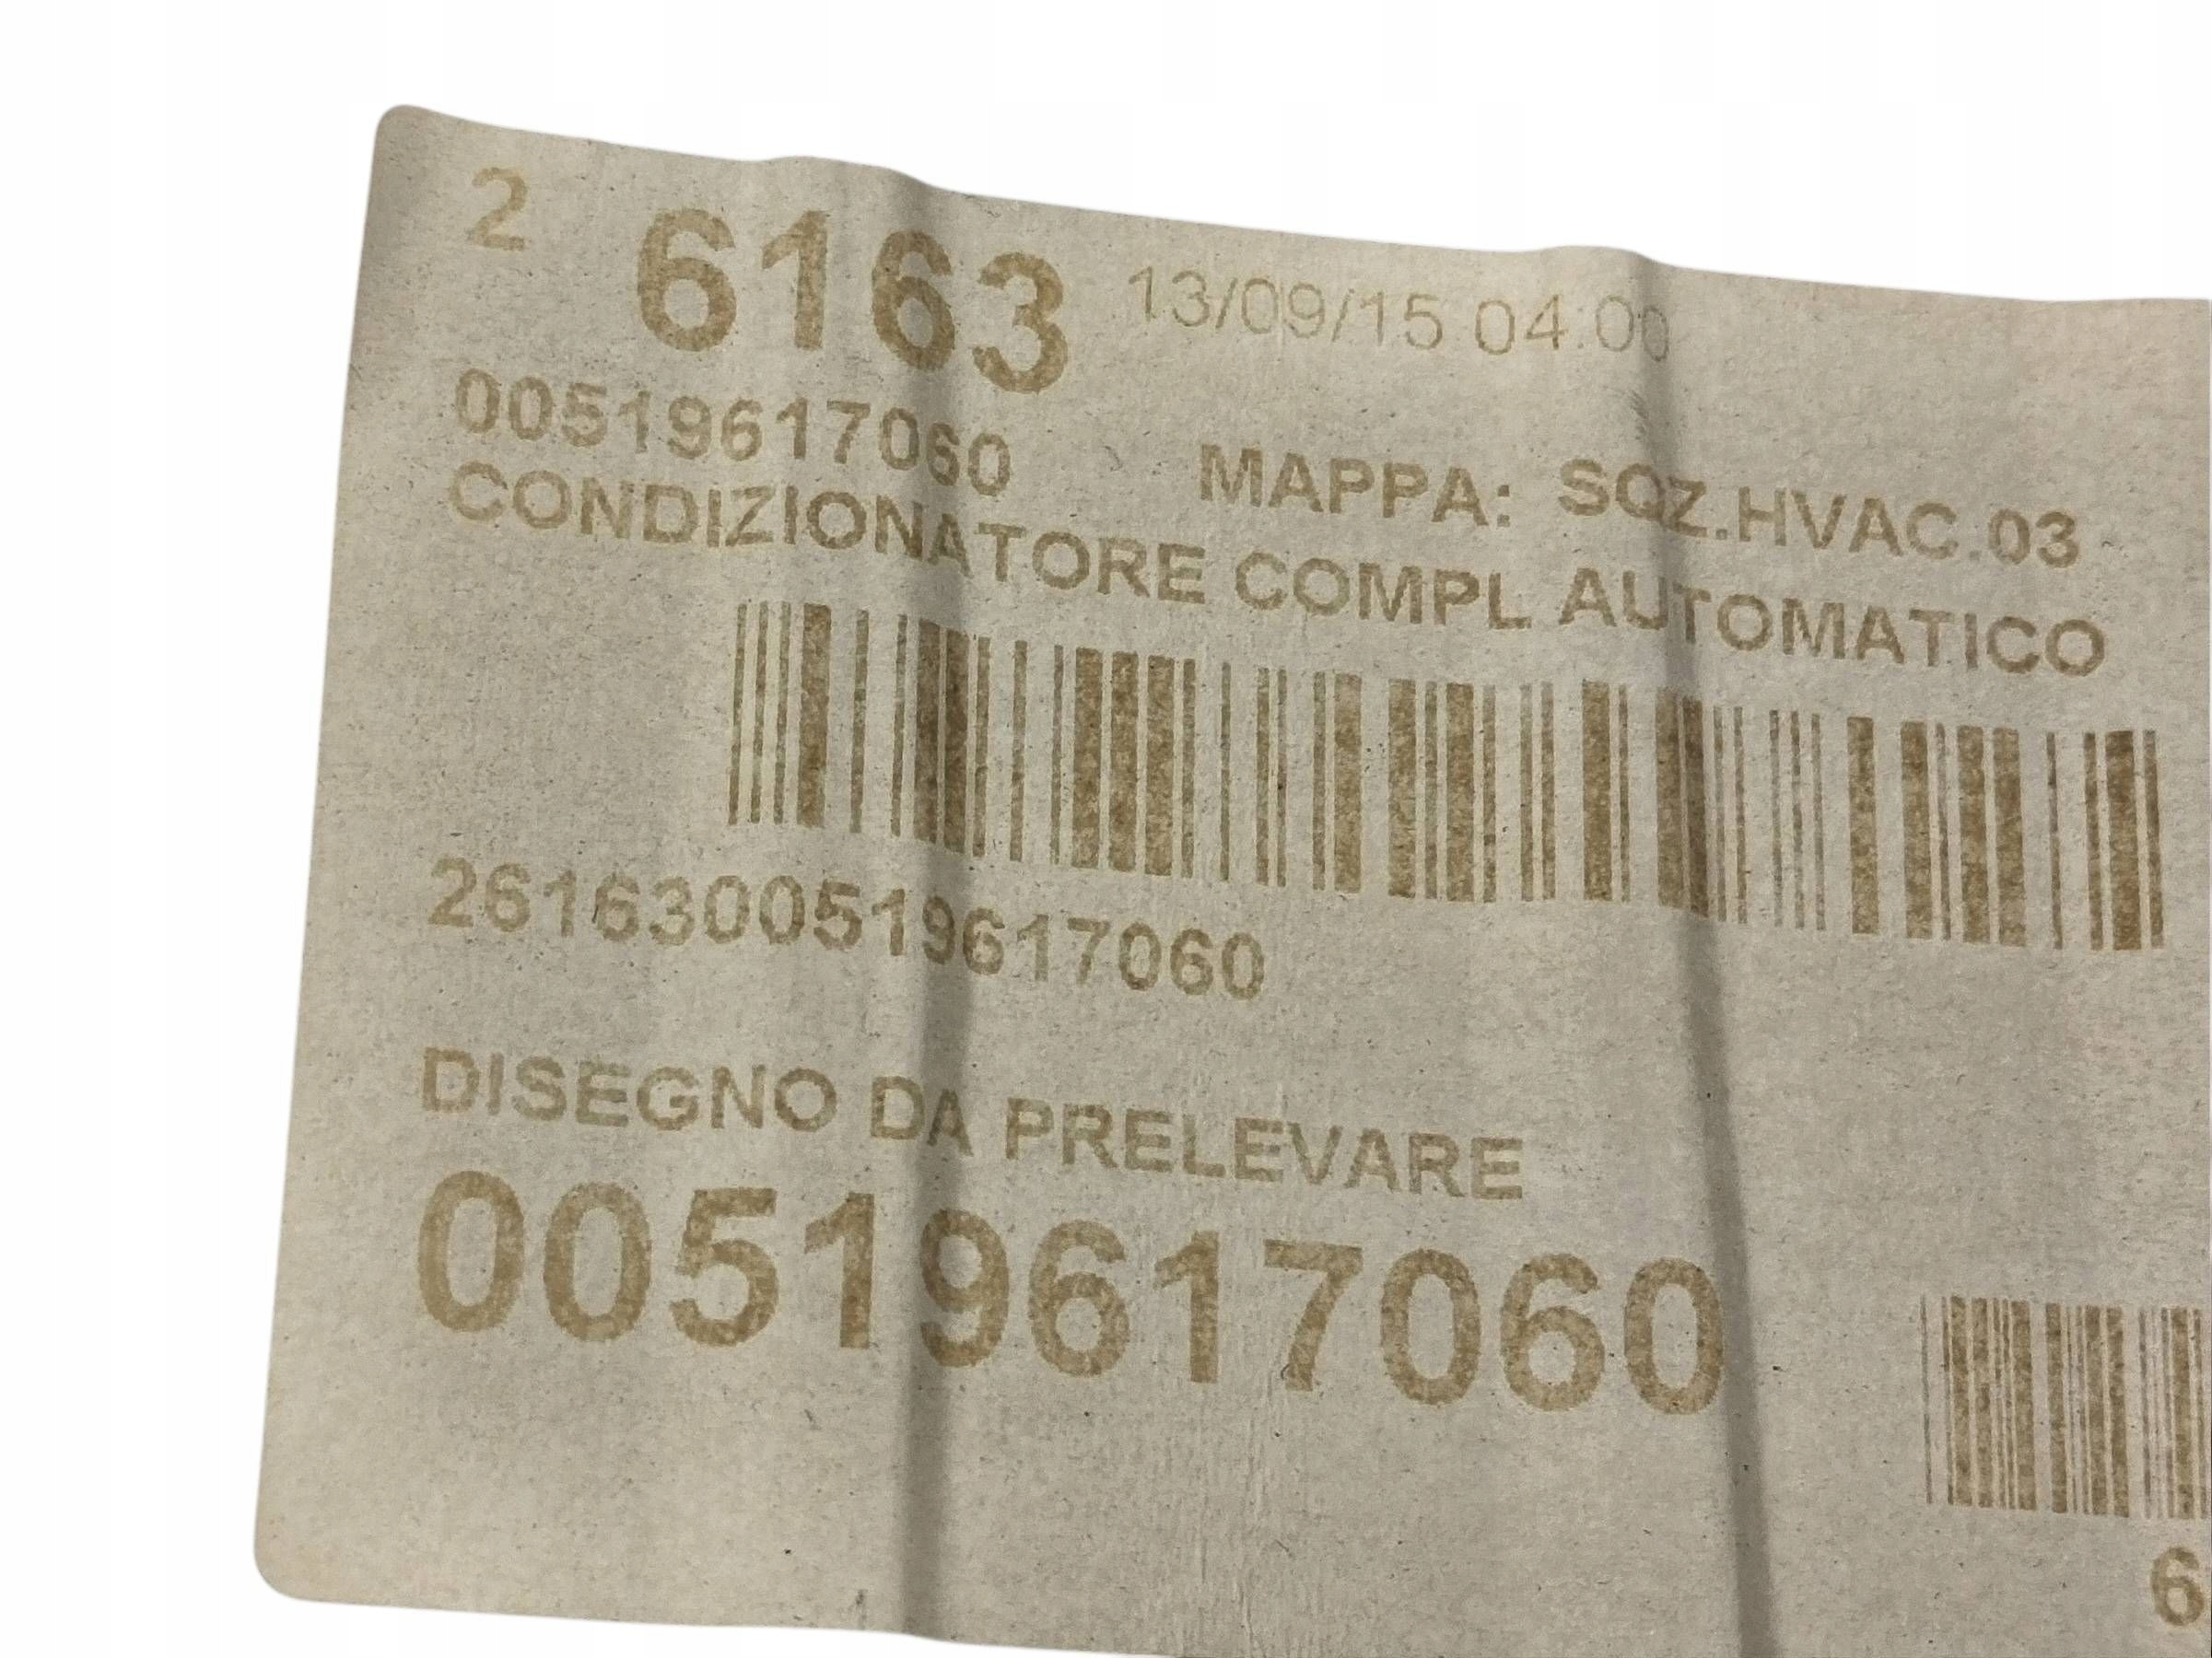 2 6163 13/09/15 04:00
00519617060 MAPPA: SQZ.HVAC.03
CONDIZIONATORE COMPL AUTOMATICO
2616300519617060
DISEGNO DA PRELEVARE
00519617060
6